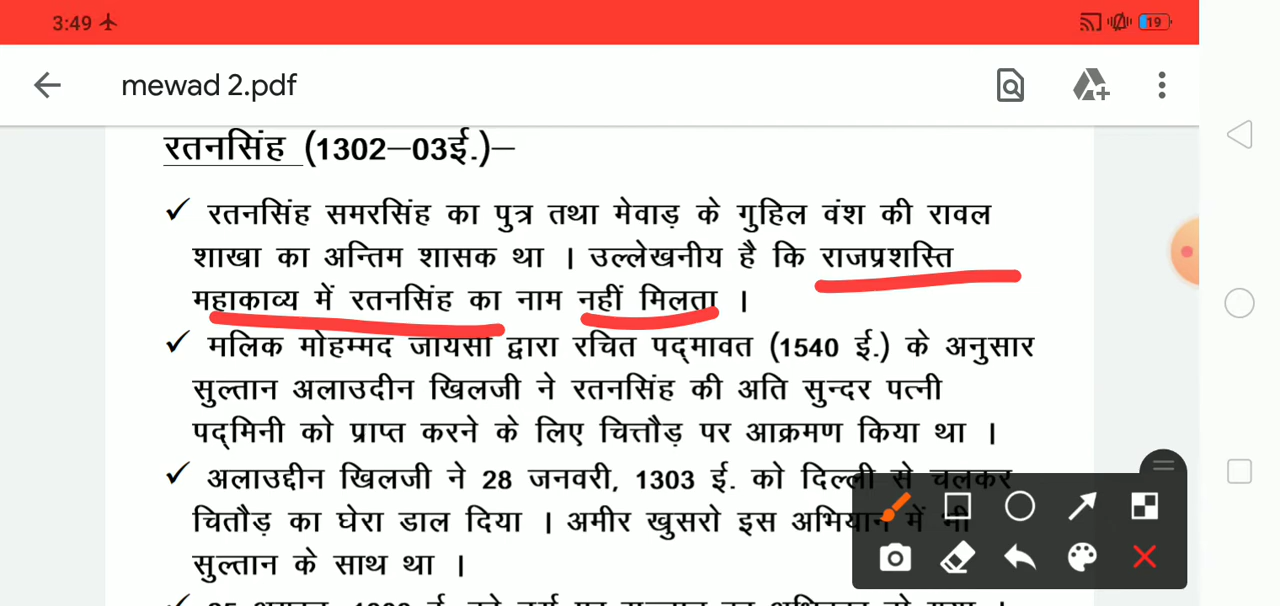 3:49
19
mewad 2.pdf
रतनसिंह (1302–03ई.)–
✓ रतनसिंह समरसिंह का पुत्र तथा मेवाड़ के गुहिल वंश की रावल
शाखा का अन्तिम शासक था । उल्लेखनीय है कि राजप्रशस्ति
महाकाव्य में रतनसिंह का नाम नहीं मिलता ।
✓ मलिक मोहम्मद जायसी द्वारा रचित पद्मावत (1540 ई.) के अनुसार
सुल्तान अलाउदीन खिलजी ने रतनसिंह की अति सुन्दर पत्नी
पद्मिनी को प्राप्त करने के लिए चित्तौड़ पर आक्रमण किया था ।
✓ अलाउद्दीन खिलजी ने 28 जनवरी, 1303 ई. को दिल्ली से चलकर
चितौड़ का घेरा डाल दिया । अमीर खुसरो इस अभियान में भी
सुल्तान के साथ था ।